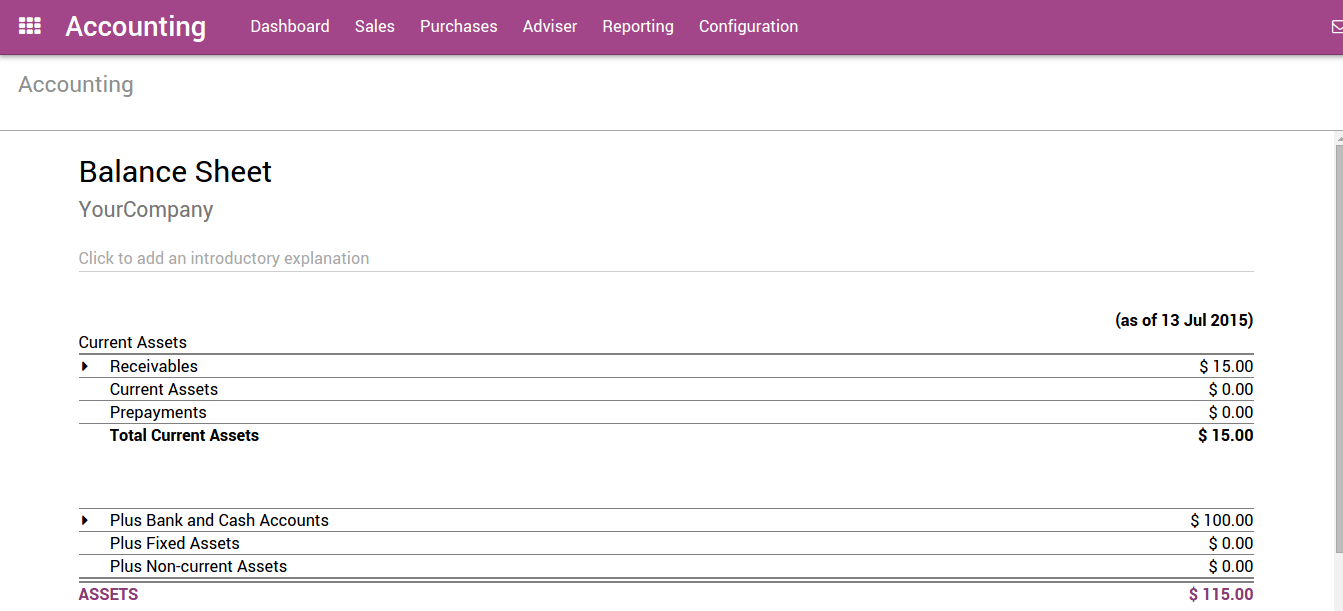 Accounting Dashboard Sales Purchases Adviser Reporting Configuration
Accounting
Balance Sheet
YourCompany
Click to add an introductory explanation
(as of 13 Jul 2015)
Current Assets
Receivables $ 15.00
Current Assets $ 0.00
Prepayments $ 0.00
Total Current Assets $ 15.00
Plus Bank and Cash Accounts $ 100.00
Plus Fixed Assets $ 0.00
Plus Non-current Assets $ 0.00
ASSETS $ 115.00